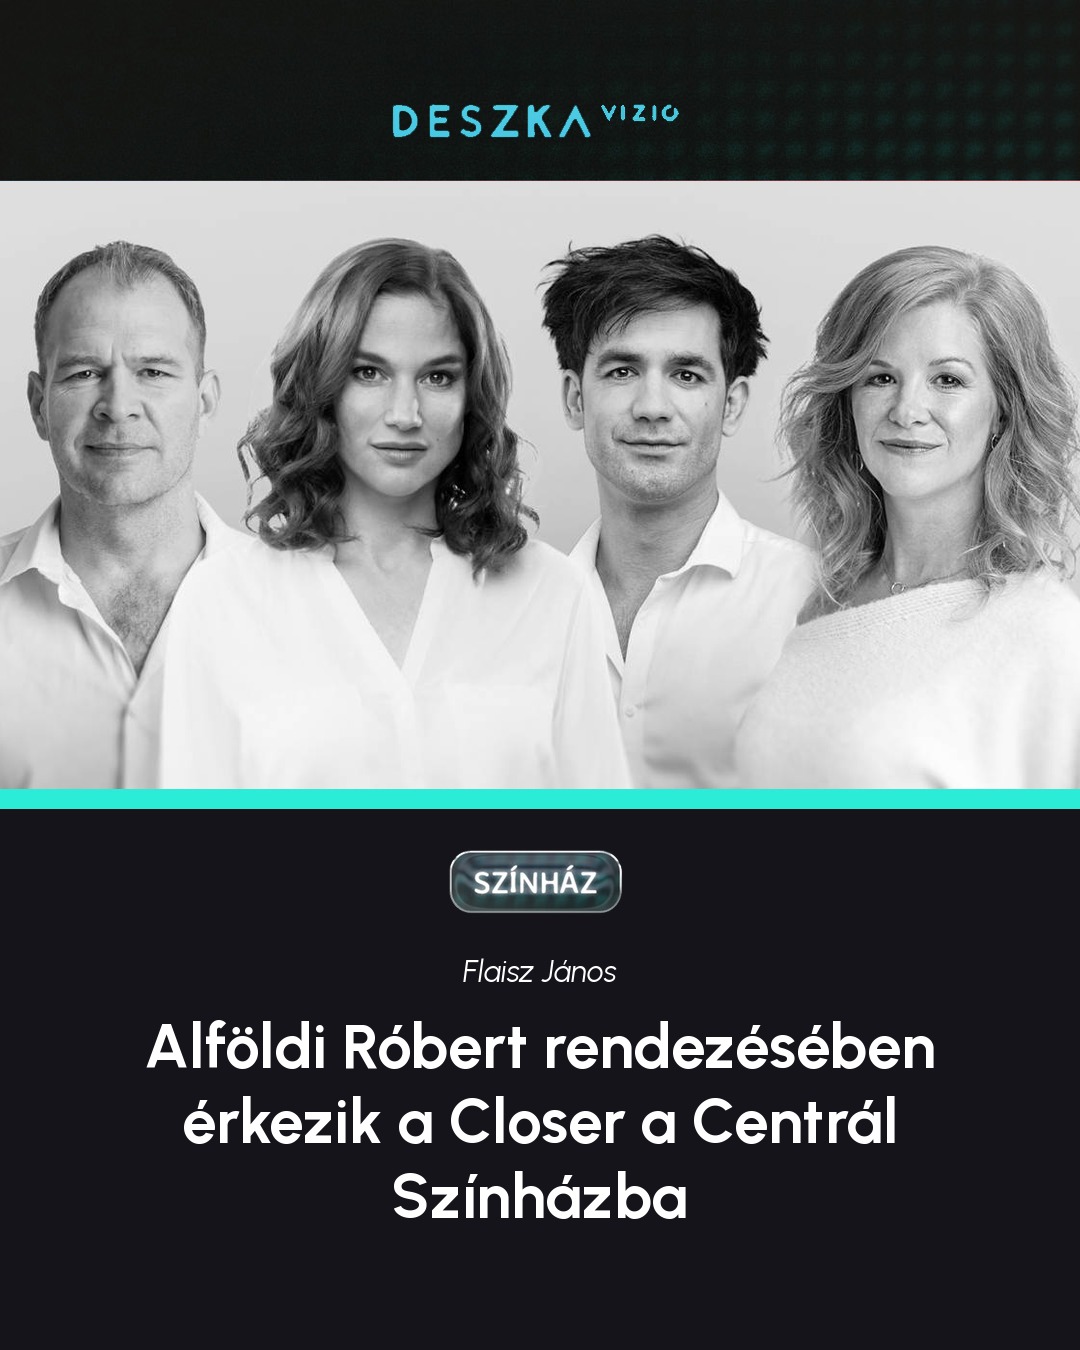 DESZKA VIZIO
SZÍNHÁZ
Flaisz János
Alföldi Róbert rendezésében
érkezik a Closer a Centrál
Színházba